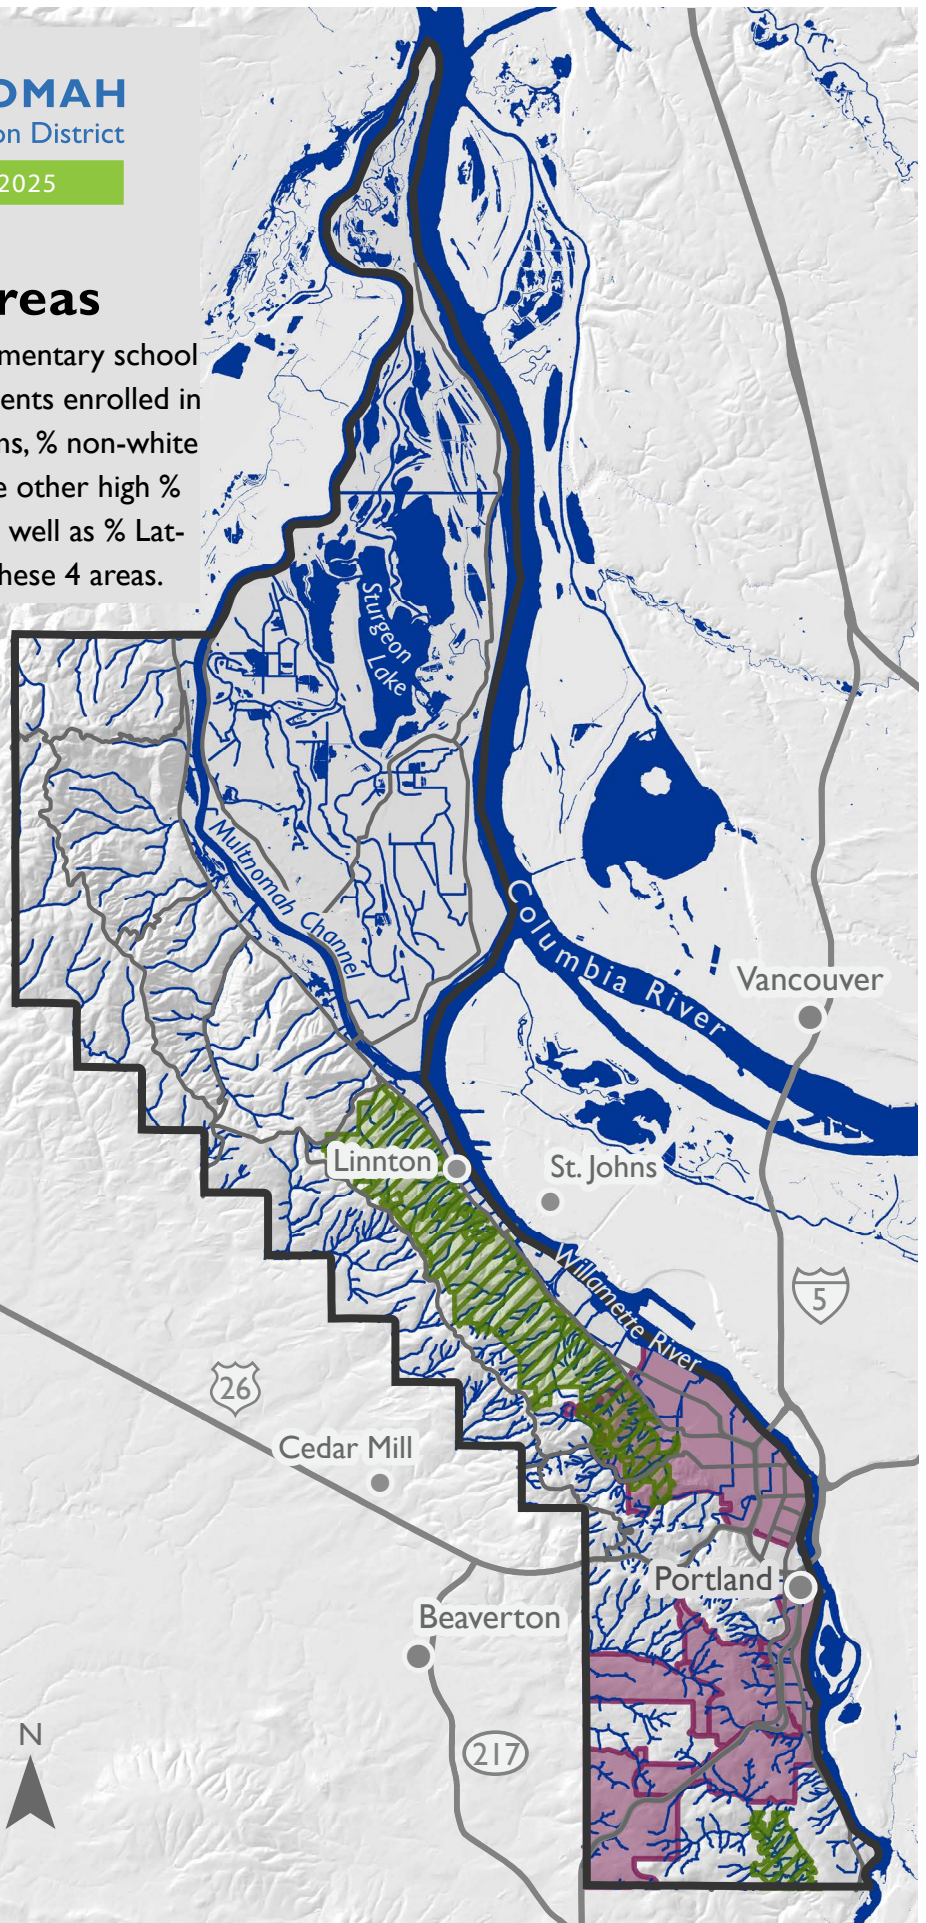 OMAH
on District
2025
reas
mentary school
ents enrolled in
ns, % non-white
e other high %
well as % Lat-
hese 4 areas.
Sturgeon
Lake
Multnomah Channel
Columbia River
Vancouver
Linnton
St. Johns
Willamette River
5
26
Cedar Mill
Portland
Beaverton
N
217